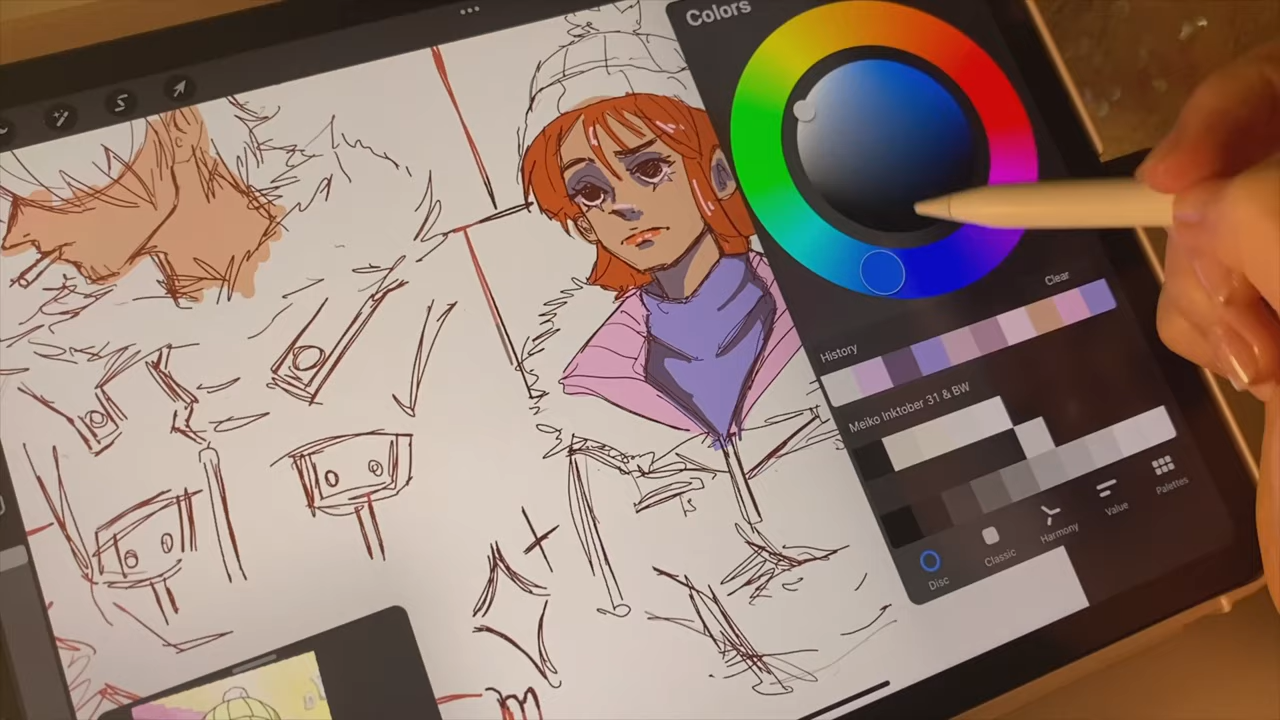 Colors
Clear
History
Meiko Inktober 31 & BW
Disc
Classic
Harmony
Value
Palettes
m